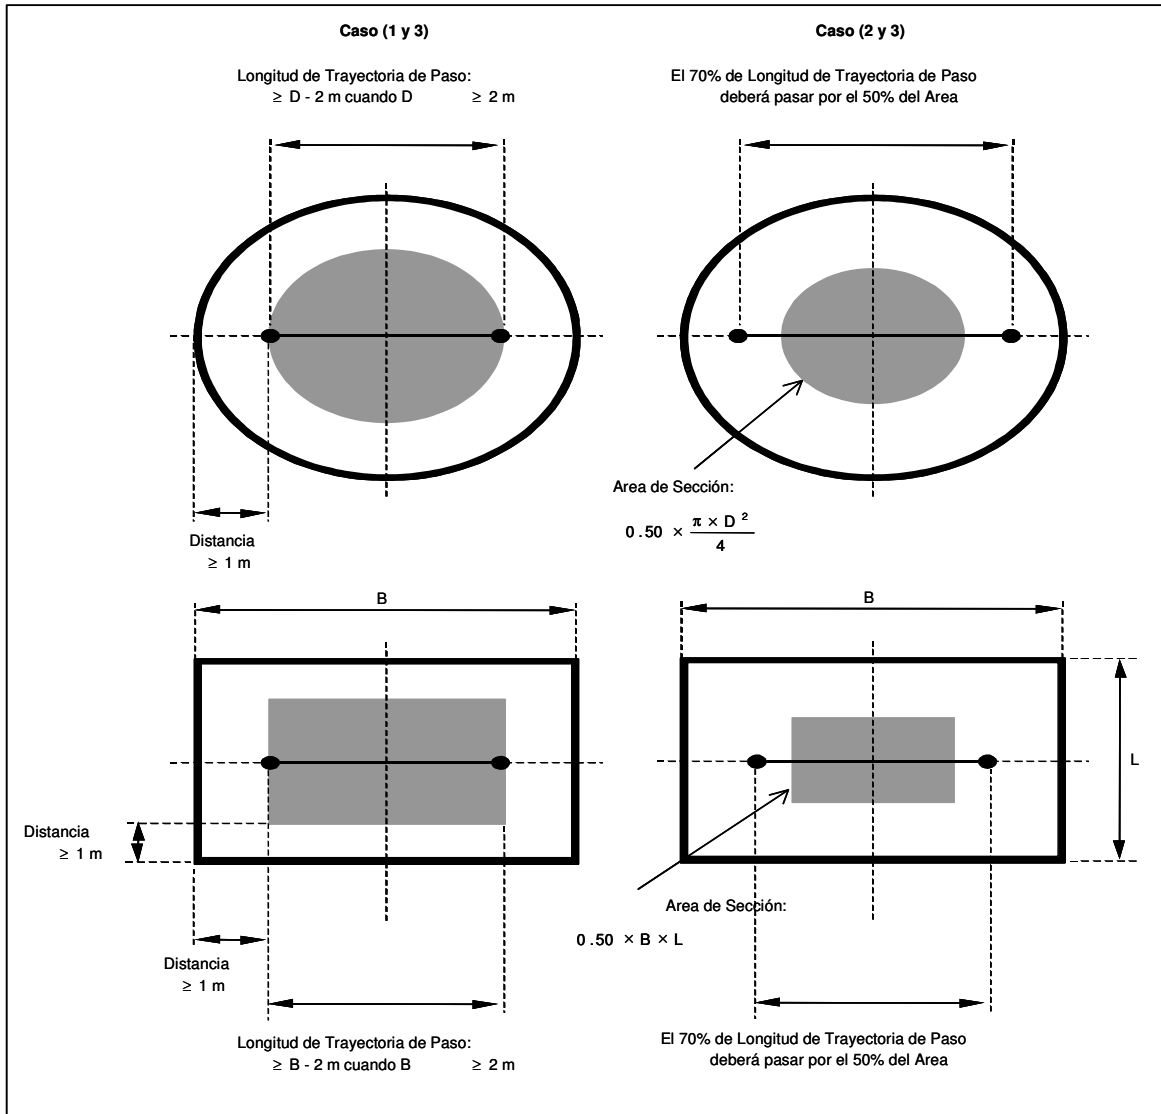 Caso (1 y 3)
Caso (2 y 3)
Longitud de Trayectoria de Paso:
≥ D - 2 m cuando D ≥ 2 m
El 70% de Longitud de Trayectoria de Paso
deberá pasar por el 50% del Area
Area de Sección:
0.50 × π × D ² / 4
Distancia
≥ 1 m
B
B
L
Distancia
≥ 1 m
Area de Sección:
0.50 × B × L
Distancia
≥ 1 m
Longitud de Trayectoria de Paso:
≥ B - 2 m cuando B ≥ 2 m
El 70% de Longitud de Trayectoria de Paso
deberá pasar por el 50% del Area